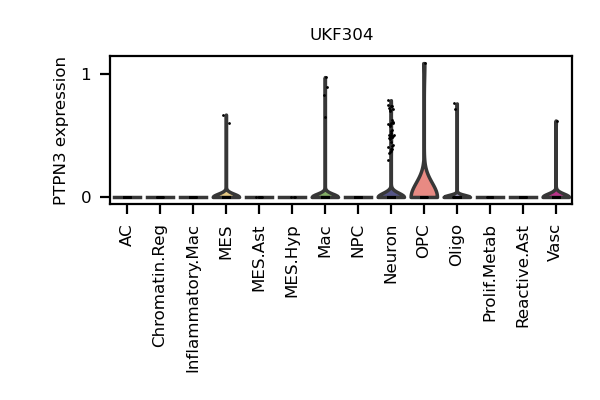 UKF304
PTPN3 expression
1
0
AC
Chromatin.Reg
Inflammatory.Mac
MES
MES.Ast
MES.Hyp
Mac
NPC
Neuron
OPC
Oligo
Prolif.Metab
Reactive.Ast
Vasc